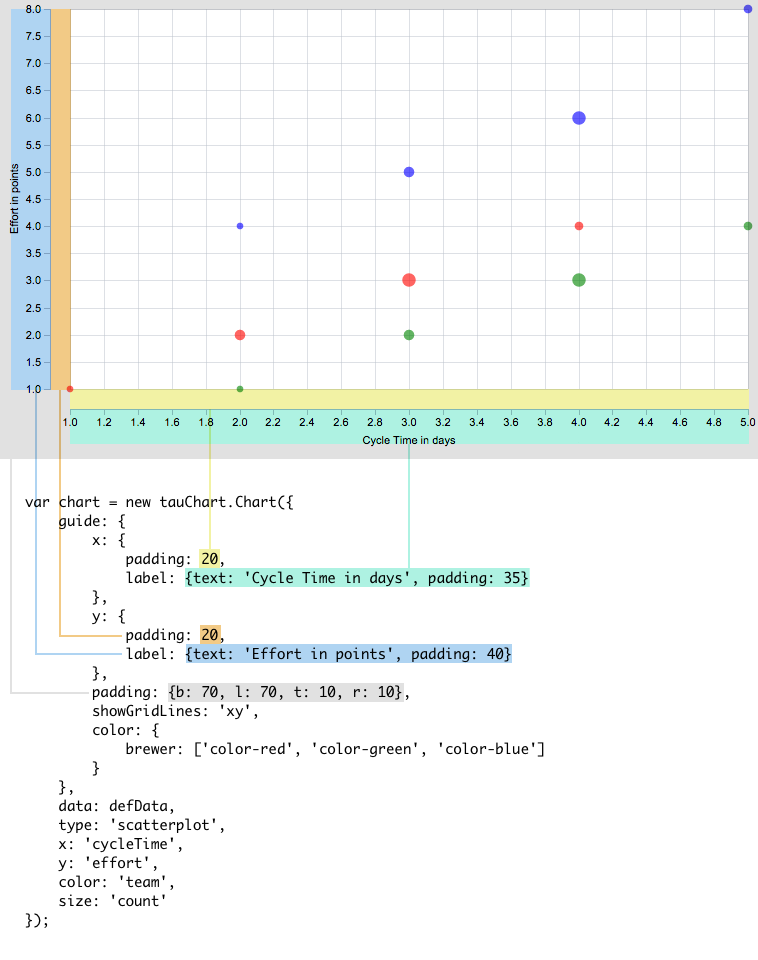 8.0
7.5
7.0
6.5
6.0
5.5
5.0
4.5
4.0
3.5
3.0
2.5
2.0
1.5
1.0
Effort in points
1.0 1.2 1.4 1.6 1.8 2.0 2.2 2.4 2.6 2.8 3.0 3.2 3.4 3.6 3.8 4.0 4.2 4.4 4.6 4.8 5.0
Cycle Time in days
var chart = new tauChart.Chart({
guide: {
x: {
padding: 20,
label: {text: 'Cycle Time in days', padding: 35}
},
y: {
padding: 20,
label: {text: 'Effort in points', padding: 40}
},
padding: {b: 70, l: 70, t: 10, r: 10},
showGridLines: 'xy',
color: {
brewer: ['color-red', 'color-green', 'color-blue']
}
},
data: defData,
type: 'scatterplot',
x: 'cycleTime',
y: 'effort',
color: 'team',
size: 'count'
});